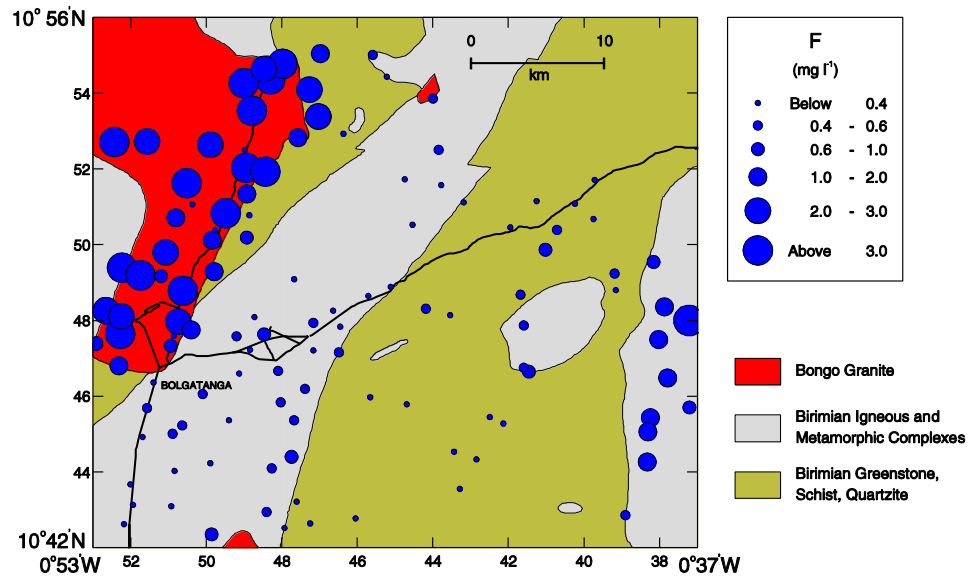 10° 56'N
54
52
50
48
46
44
10° 42'N
0° 53'W
52
50
48
46
44
42
40
38
0° 37'W
0 10
km
BOLGATANGA
F
(mg l⁻¹)
Below 0.4
0.4 - 0.6
0.6 - 1.0
1.0 - 2.0
2.0 - 3.0
Above 3.0
Bongo Granite
Birimian Igneous and
Metamorphic Complexes
Birimian Greenstone,
Schist, Quartzite